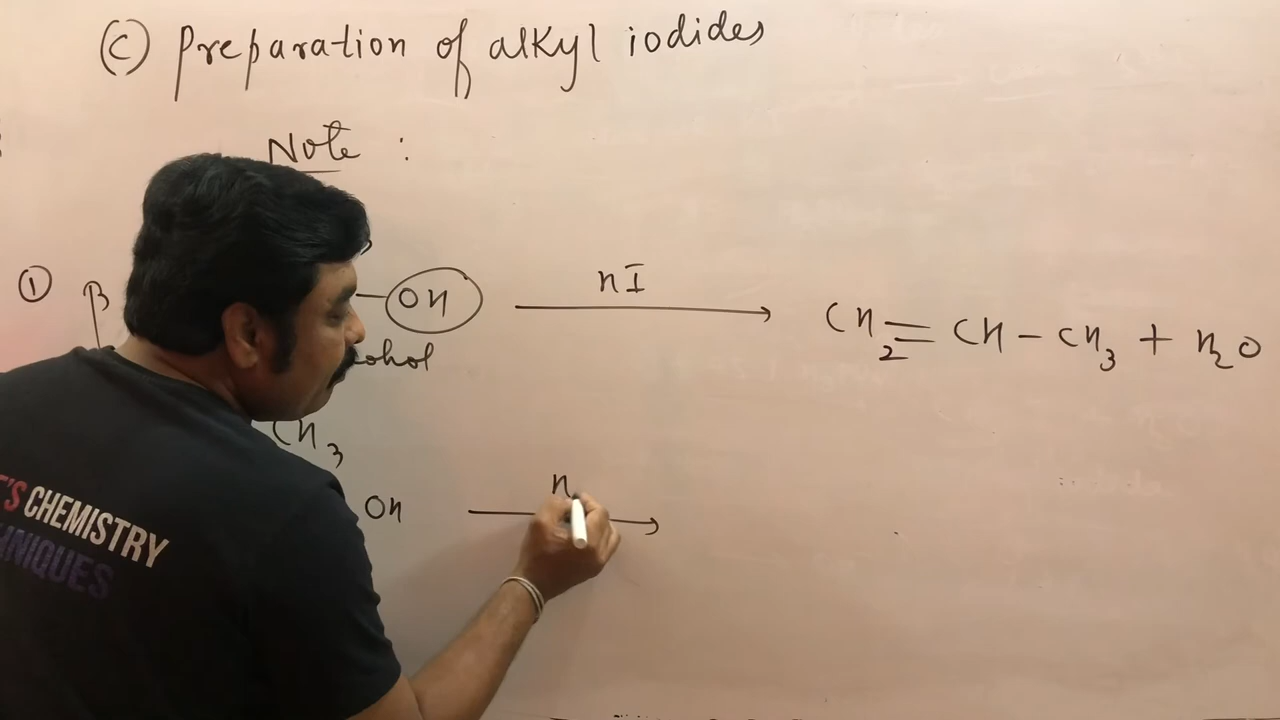 (C) Preparation of alkyl iodides
Note :
① β -OH HI CH2=CH-CH3 + H2O
ohol
CH3
OH H
'S CHEMISTRY
NIQUES